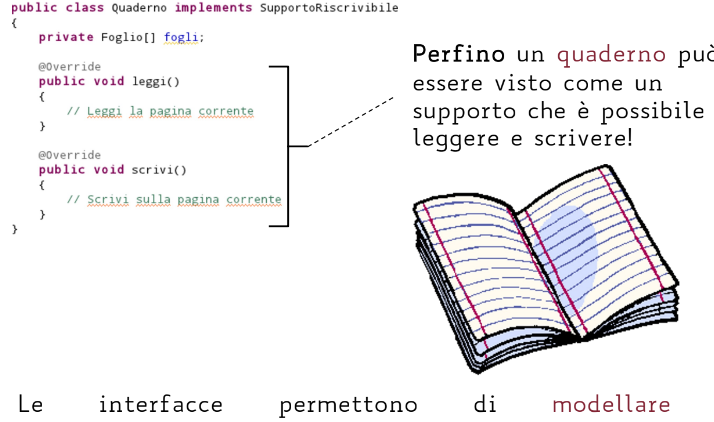 public class Quaderno implements SupportoRiscrivibile
{
private Foglio[] fogli;
@Override
public void leggi()
{
// Leggi la pagina corrente
}
@Override
public void scrivi()
{
// Scrivi sulla pagina corrente
}
}
Perfino un quaderno può
essere visto come un
supporto che è possibile
leggere e scrivere!
Le interfacce permettono di modellare